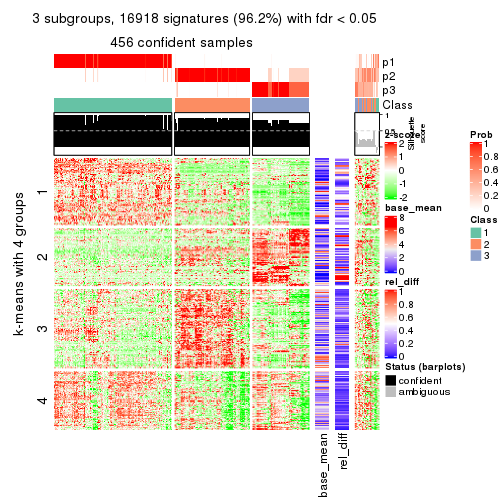 3 subgroups, 16918 signatures (96.2%) with fdr < 0.05
456 confident samples
p1
p2
p3
Class
1
0.5
0
Silhouette
score
k-means with 4 groups
1
2
3
4
base_mean
rel_diff
z-score
2
1
0
-1
-2
base_mean
8
6
4
2
0
rel_diff
1
0.8
0.6
0.4
0.2
0
Status (barplots)
confident
ambiguous
Prob
1
0.8
0.6
0.4
0.2
0
Class
1
2
3